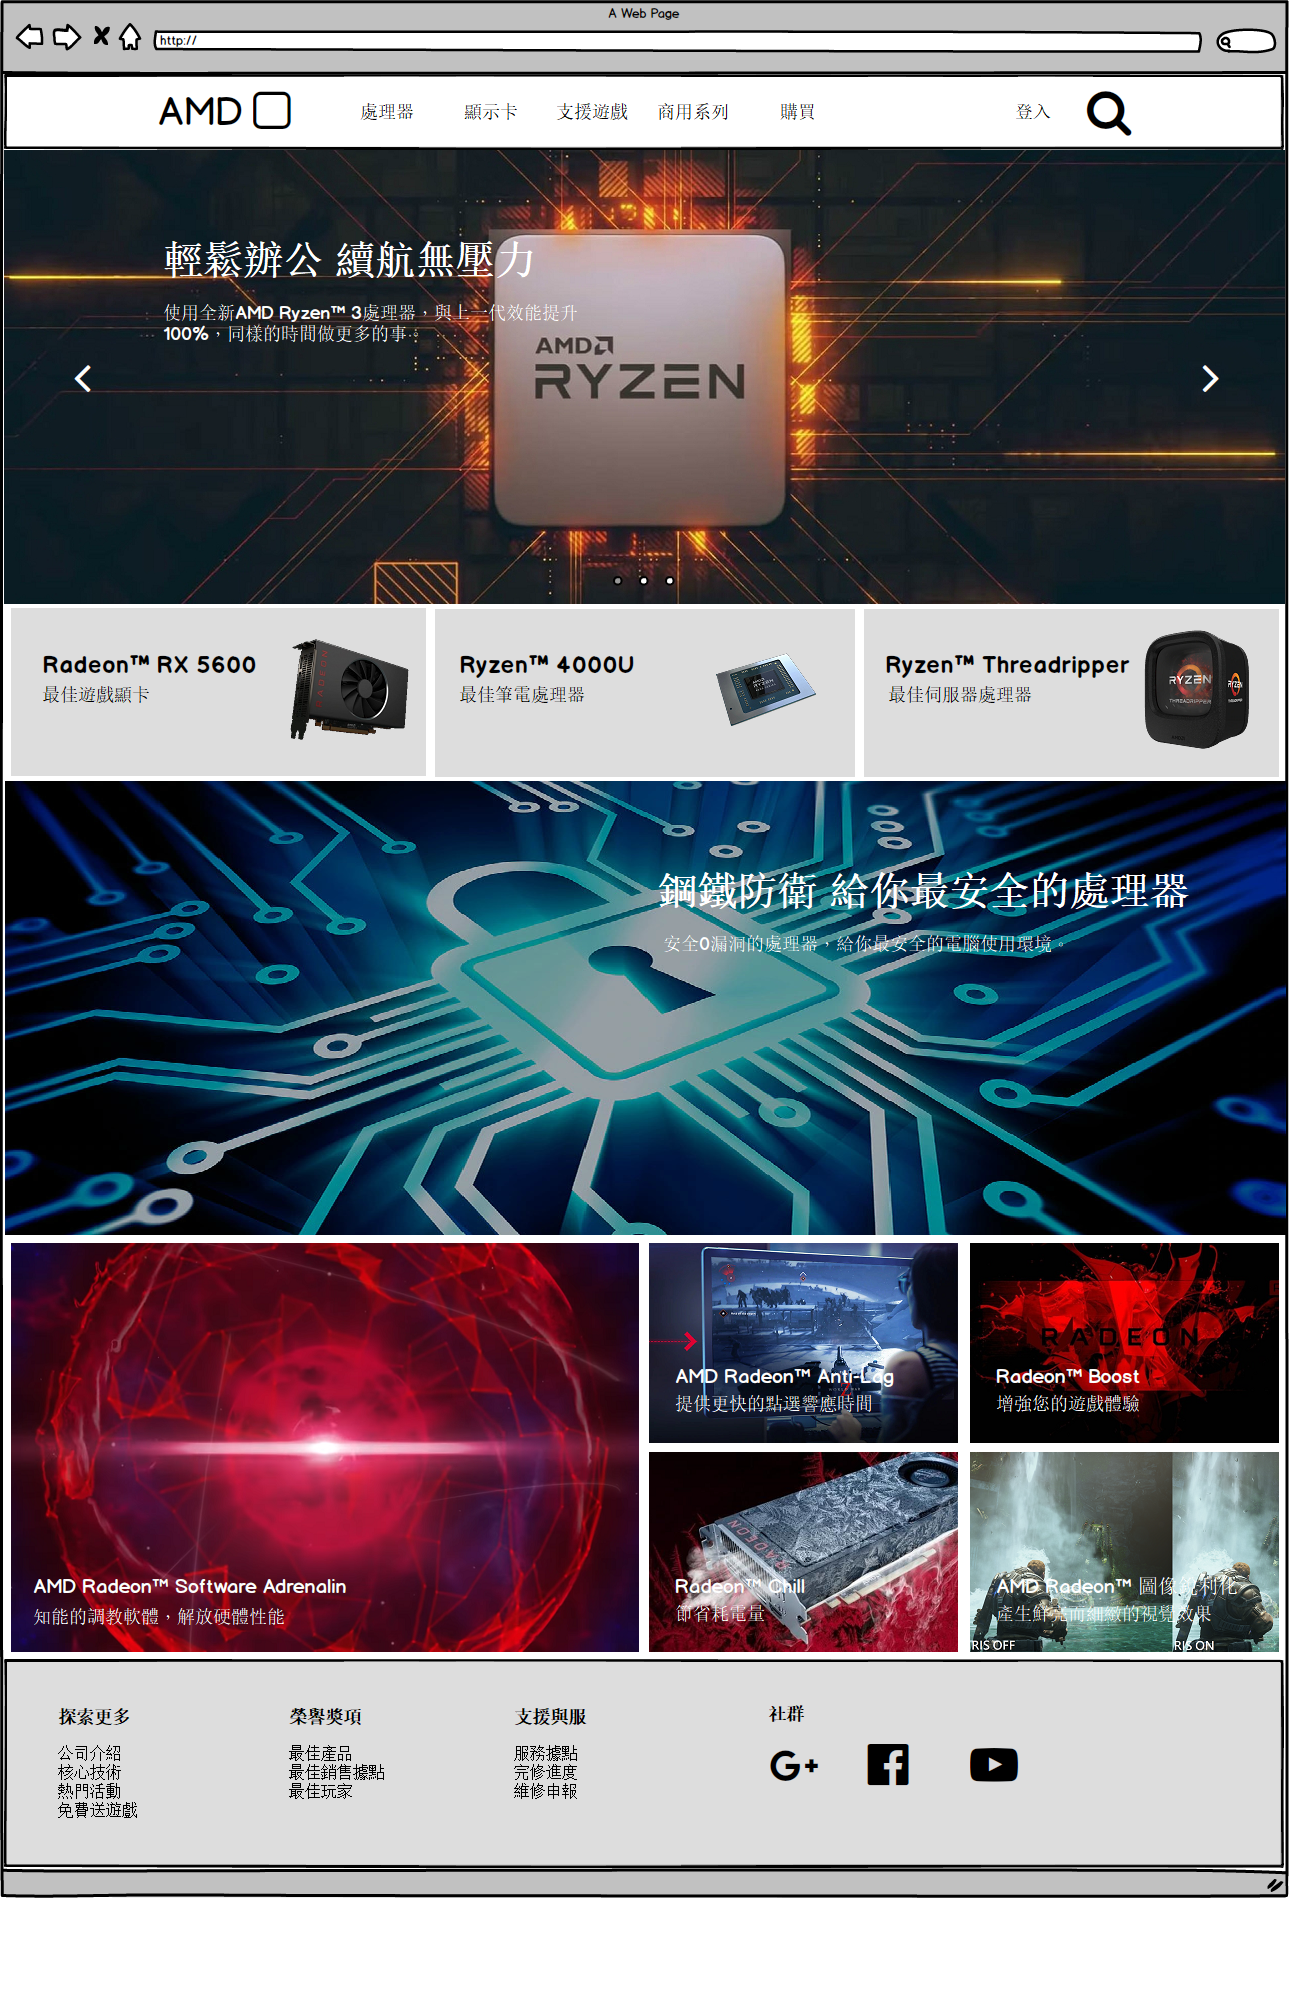 A Web Page
http://
AMD
處理器 顯示卡 支援遊戲 商用系列 購買 登入
輕鬆辦公 續航無壓力
使用全新AMD Ryzen™ 3處理器，與上一代效能提升
100%，同樣的時間做更多的事。
AMD
RYZEN
Radeon™ RX 5600
最佳遊戲顯卡
RADEON
Ryzen™ 4000U
最佳筆電處理器
AMD
RYZEN
Ryzen™ Threadripper
最佳伺服器處理器
RYZEN
THREADRIPPER
RYZEN
鋼鐵防衛 給你最安全的處理器
安全0漏洞的處理器，給你最安全的電腦使用環境。
AMD Radeon™ Software Adrenalin
知能的調教軟體，解放硬體性能
AMD Radeon™ Anti-Lag
提供更快的點選響應時間
RADEON
Radeon™ Boost
增強您的遊戲體驗
RADEON
RADEON
Radeon™ Chill
節省耗電量
AMD Radeon™ 圖像銳利化
產生鮮亮而細緻的視覺效果
RIS OFF
RIS ON
探索更多
公司介紹
核心技術
熱門活動
免費送遊戲
榮譽獎項
最佳產品
最佳銷售據點
最佳玩家
支援與服
服務據點
完修進度
維修申報
社群
G+